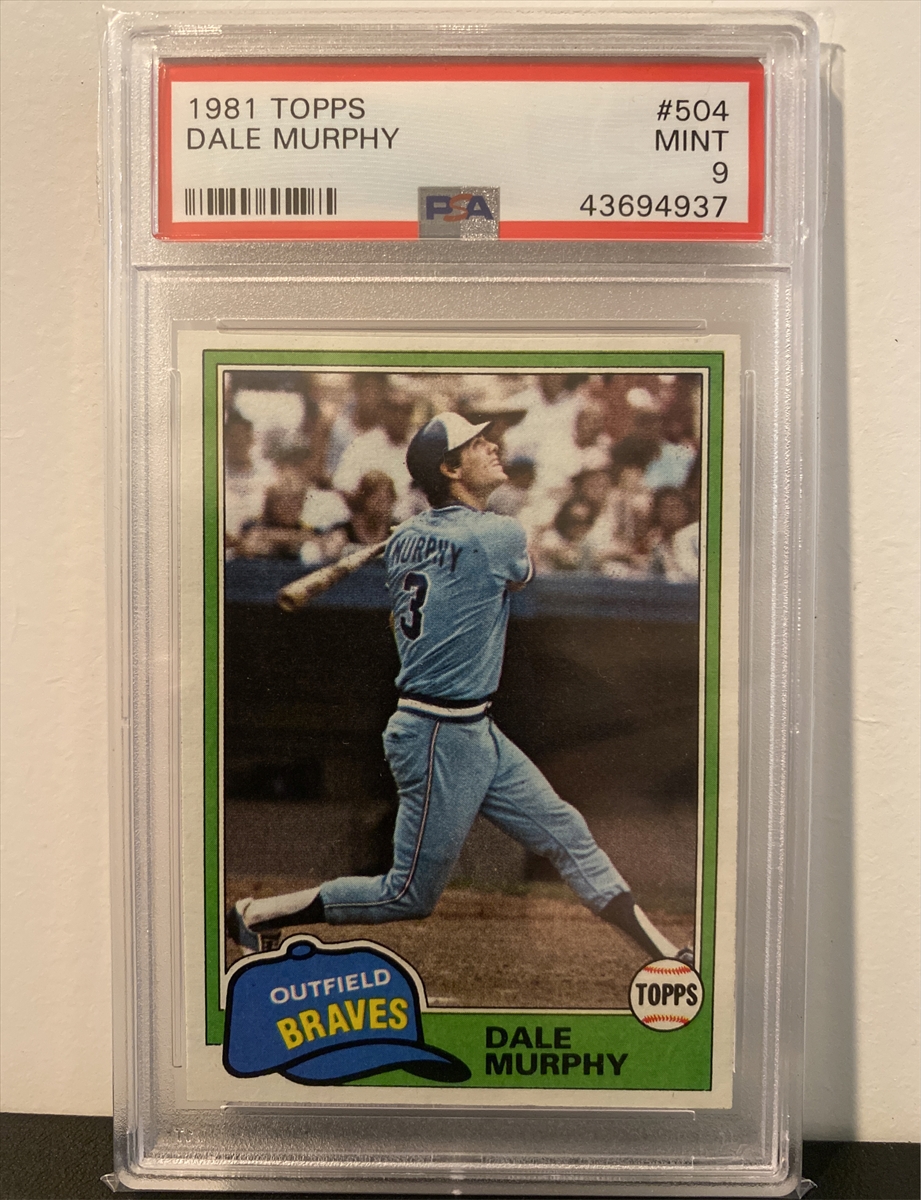 1981 TOPPS #504
DALE MURPHY MINT
9
43694937
PSA
MURPHY
3
OUTFIELD
BRAVES
TOPPS
DALE
MURPHY